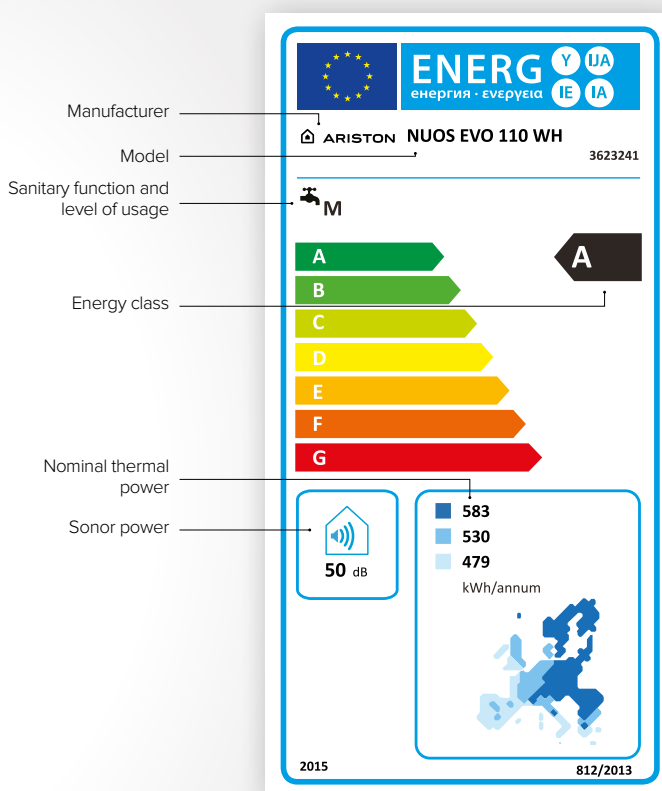 ENERG
енергия · ενεργεια
Y IJA
IE IA
Manufacturer
ARISTON NUOS EVO 110 WH
Model
3623241
Sanitary function and
level of usage
M
A
A
B
Energy class
C
D
E
F
G
Nominal thermal
power
583
530
479
kWh/annum
Sonor power
50 dB
2015
812/2013